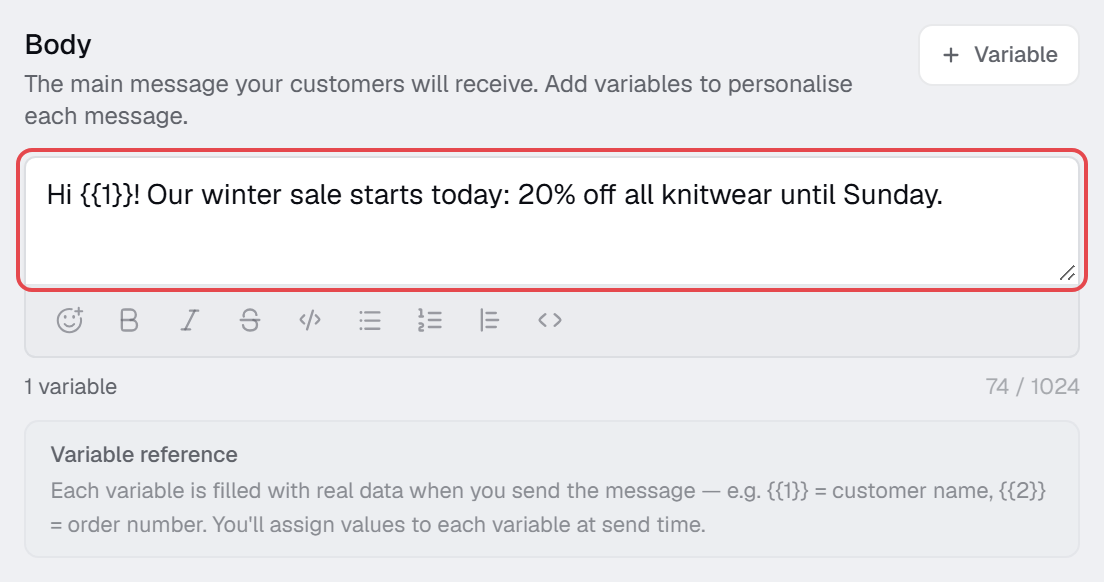 Body
+ Variable
The main message your customers will receive. Add variables to personalise
each message.
Hi {{1}}! Our winter sale starts today: 20% off all knitwear until Sunday.
1 variable
74 / 1024
Variable reference
Each variable is filled with real data when you send the message — e.g. {{1}} = customer name, {{2}}
= order number. You'll assign values to each variable at send time.